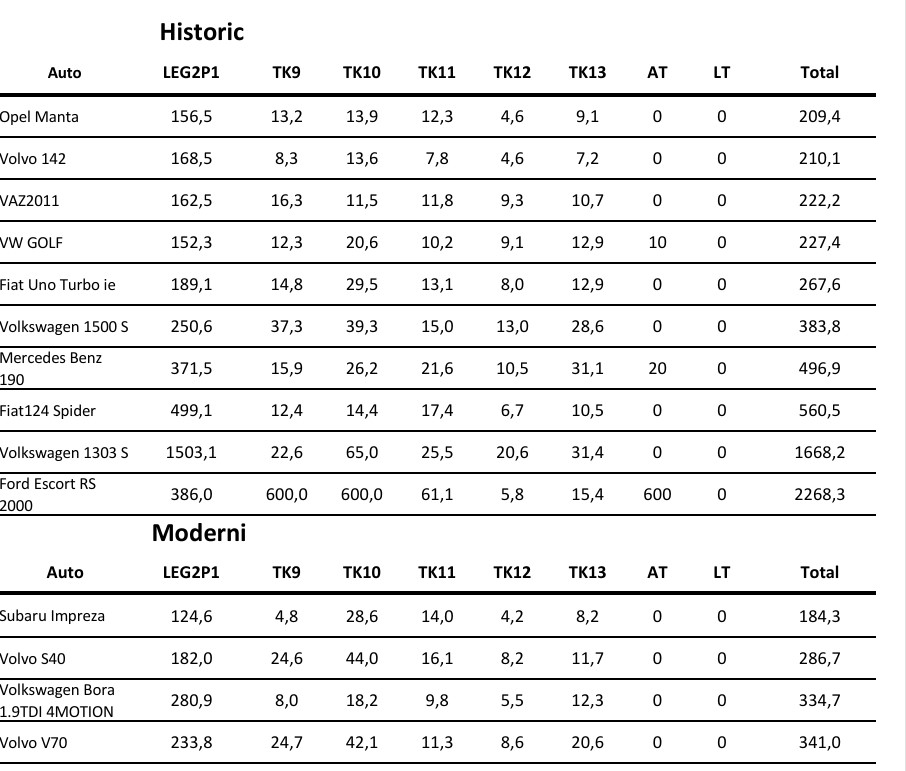 Historic
Auto LEG2P1 TK9 TK10 TK11 TK12 TK13 AT LT Total
Opel Manta 156,5 13,2 13,9 12,3 4,6 9,1 0 0 209,4
Volvo 142 168,5 8,3 13,6 7,8 4,6 7,2 0 0 210,1
VAZ2011 162,5 16,3 11,5 11,8 9,3 10,7 0 0 222,2
VW GOLF 152,3 12,3 20,6 10,2 9,1 12,9 10 0 227,4
Fiat Uno Turbo ie 189,1 14,8 29,5 13,1 8,0 12,9 0 0 267,6
Volkswagen 1500 S 250,6 37,3 39,3 15,0 13,0 28,6 0 0 383,8
Mercedes Benz
190 371,5 15,9 26,2 21,6 10,5 31,1 20 0 496,9
Fiat124 Spider 499,1 12,4 14,4 17,4 6,7 10,5 0 0 560,5
Volkswagen 1303 S 1503,1 22,6 65,0 25,5 20,6 31,4 0 0 1668,2
Ford Escort RS
2000 386,0 600,0 600,0 61,1 5,8 15,4 600 0 2268,3
Moderni
Auto LEG2P1 TK9 TK10 TK11 TK12 TK13 AT LT Total
Subaru Impreza 124,6 4,8 28,6 14,0 4,2 8,2 0 0 184,3
Volvo S40 182,0 24,6 44,0 16,1 8,2 11,7 0 0 286,7
Volkswagen Bora
1.9TDI 4MOTION 280,9 8,0 18,2 9,8 5,5 12,3 0 0 334,7
Volvo V70 233,8 24,7 42,1 11,3 8,6 20,6 0 0 341,0